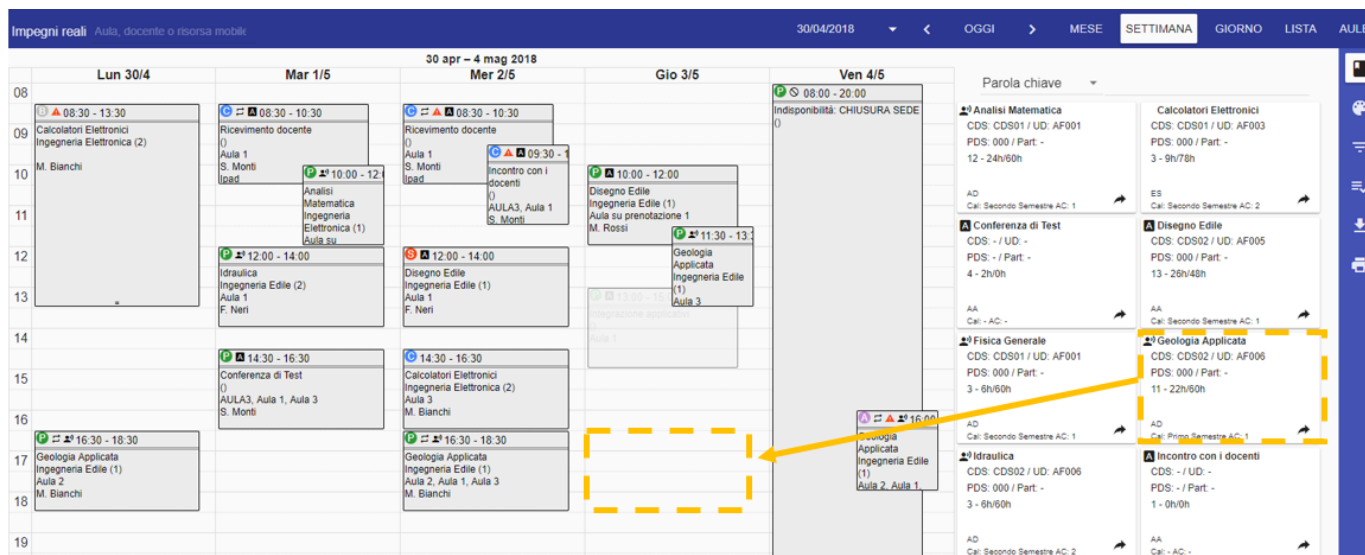 Impegni reali Aula, docente o risorsa mobile
30/04/2018
OGGI
MESE
SETTIMANA
GIORNO
LISTA
AULE
30 apr – 4 mag 2018
Lun 30/4
Mar 1/5
Mer 2/5
Gio 3/5
Ven 4/5
08
09
10
11
12
13
14
15
16
17
18
19
B 08:30 - 13:30
Calcolatori Elettronici
Ingegneria Elettronica (2)
M. Bianchi
P 16:30 - 18:30
Geologia Applicata
Ingegneria Edile (1)
Aula 2
M. Bianchi
C A 08:30 - 10:30
Ricevimento docente
()
Aula 1
S. Monti
Ipad
P 10:00 - 12:
Analisi
Matematica
Ingegneria
Elettronica (1)
Aula su
P 12:00 - 14:00
Idraulica
Ingegneria Edile (2)
Aula 1
F. Neri
P A 14:30 - 16:30
Conferenza di Test
()
AULA3, Aula 1, Aula 3
S. Monti
C A 08:30 - 10:30
Ricevimento docente
()
Aula 1
S. Monti
Ipad
C A 09:30 - 1
Incontro con i
docenti
()
AULA3, Aula 1
S. Monti
S A 12:00 - 14:00
Disegno Edile
Ingegneria Edile (1)
Aula 1
F. Neri
C 14:30 - 16:30
Calcolatori Elettronici
Ingegneria Elettronica (2)
Aula 3
M. Bianchi
P 16:30 - 18:30
Geologia Applicata
Ingegneria Edile (1)
Aula 2, Aula 1, Aula 3
M. Bianchi
P A 10:00 - 12:00
Disegno Edile
Ingegneria Edile (1)
Aula su prenotazione 1
M. Rossi
P 11:30 - 13:
Geologia
Applicata
Ingegneria Edile
(1)
Aula 3
P A 13:00 - 15:
Integrazione applicativi
()
Aula 1
P 08:00 - 20:00
Indisponibilità: CHIUSURA SEDE
()
A 16:00
Geologia
Applicata
Ingegneria Edile
(1)
Aula 2, Aula 1,
Parola chiave
Analisi Matematica
CDS: CDS01 / UD: AF001
PDS: 000 / Part: -
12 - 24h/60h
AD
Cal: Secondo Semestre AC: 1
Calcolatori Elettronici
CDS: CDS01 / UD: AF003
PDS: 000 / Part: -
3 - 9h/78h
ES
Cal: Secondo Semestre AC: 2
A Conferenza di Test
CDS: - / UD: -
PDS: - / Part: -
4 - 2h/0h
AA
Cal: - AC: -
A Disegno Edile
CDS: CDS02 / UD: AF005
PDS: 000 / Part: -
13 - 26h/48h
AA
Cal: Secondo Semestre AC: 1
Fisica Generale
CDS: CDS01 / UD: AF001
PDS: 000 / Part: -
3 - 6h/60h
AD
Cal: Secondo Semestre AC: 1
Geologia Applicata
CDS: CDS02 / UD: AF006
PDS: 000 / Part: -
11 - 22h/60h
AD
Cal: Primo Semestre AC: 1
Idraulica
CDS: CDS02 / UD: AF006
PDS: 000 / Part: -
3 - 6h/60h
AD
Cal: Secondo Semestre AC: 2
A Incontro con i docenti
CDS: - / UD: -
PDS: - / Part: -
1 - 0h/0h
AA
Cal: - AC: -